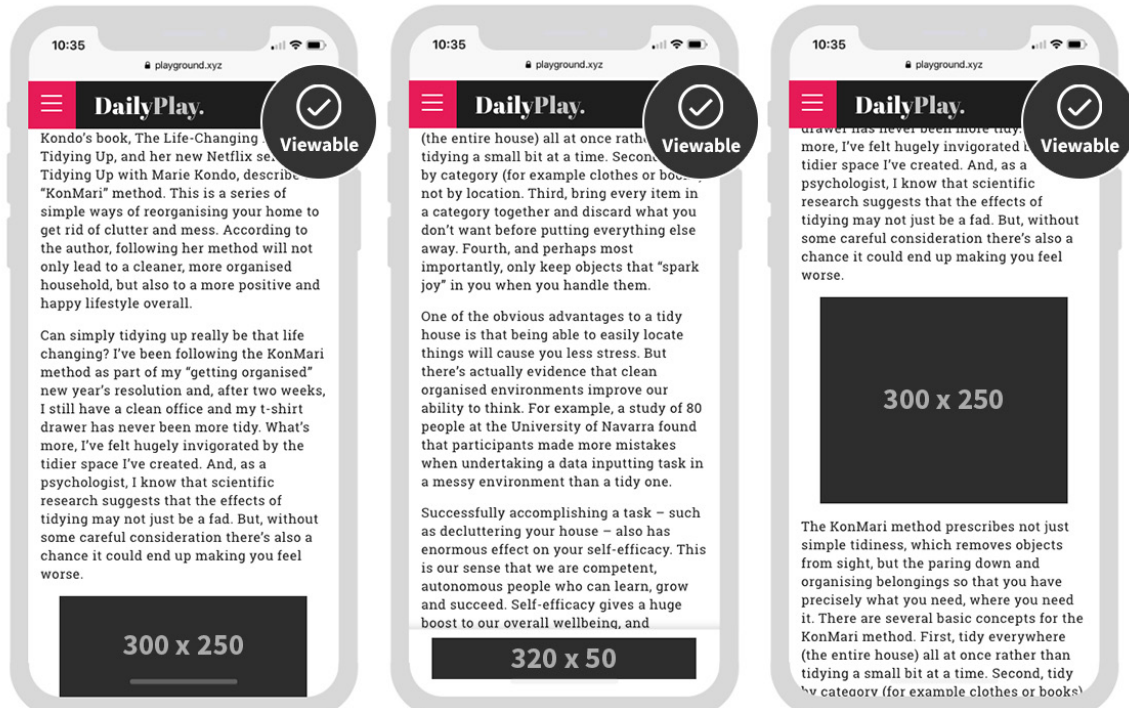 10:35
playground.xyz
DailyPlay.
Viewable
Kondo’s book, The Life-Changing
Tidying Up, and her new Netflix
Tidying Up with Marie Kondo, describe
“KonMari” method. This is a series of
simple ways of reorganising your home to
get rid of clutter and mess. According to
the author, following her method will not
only lead to a cleaner, more organised
household, but also to a more positive and
happy lifestyle overall.
Can simply tidying up really be that life
changing? I’ve been following the KonMari
method as part of my “getting organised”
new year’s resolution and, after two weeks,
I still have a clean office and my t-shirt
drawer has never been more tidy. What’s
more, I’ve felt hugely invigorated by the
tidier space I’ve created. And, as a
psychologist, I know that scientific
research suggests that the effects of
tidying may not just be a fad. But, without
some careful consideration there’s also a
chance it could end up making you feel
worse.
300 x 250
10:35
playground.xyz
DailyPlay.
Viewable
(the entire house) all at once
tidying a small bit at a time.
by category (for example clothes or
not by location. Third, bring every item in
a category together and discard what you
don’t want before putting everything else
away. Fourth, and perhaps most
importantly, only keep objects that “spark
joy” in you when you handle them.
One of the obvious advantages to a tidy
house is that being able to easily locate
things will cause you less stress. But
there’s actually evidence that clean
organised environments improve our
ability to think. For example, a study of 80
people at the University of Navarra found
that participants made more mistakes
when undertaking a data inputting task in
a messy environment than a tidy one.
Successfully accomplishing a task – such
as decluttering your house – also has
enormous effect on your self-efficacy. This
is our sense that we are competent,
autonomous people who can learn, grow
and succeed. Self-efficacy gives a huge
boost to our overall wellbeing, and
320 x 50
10:35
playground.xyz
DailyPlay.
Viewable
drawer has never been more tidy.
more, I’ve felt hugely invigorated
tidier space I’ve created. And, as a
psychologist, I know that scientific
research suggests that the effects of
tidying may not just be a fad. But, without
some careful consideration there’s also a
chance it could end up making you feel
worse.
300 x 250
The KonMari method prescribes not just
simple tidiness, which removes objects
from sight, but the paring down and
organising belongings so that you have
precisely what you need, where you need
it. There are several basic concepts for the
KonMari method. First, tidy everywhere
(the entire house) all at once rather than
tidying a small bit at a time. Second, tidy
by category (for example clothes or books)